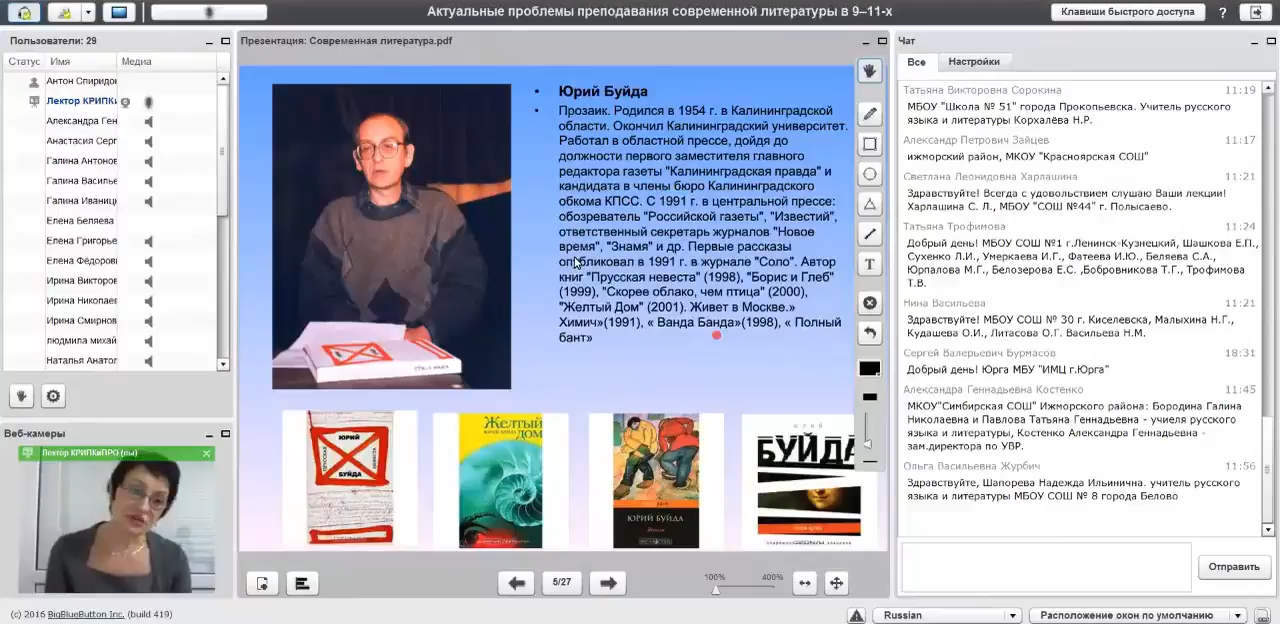 Актуальные проблемы преподавания современной литературы в 9–11-х
Клавиши быстрого доступа
?
Пользователи: 29
Статус Имя Медиа
Антон Спиридон
Лектор КРИПКи
Александра Ген
Анастасия Серг
Галина Антонов
Галина Василье
Галина Иваниц
Елена Беляева
Елена Григорье
Елена Фёдоров
Ирина Викторов
Ирина Николаев
Ирина Смирнов
людмила михай
Наталья Анатол
Веб-камеры
Лектор КРИПКиПРО (вы)
Презентация: Современная литература.pdf
• Юрий Буйда
• Прозаик. Родился в 1954 г. в Калининградской
области. Окончил Калининградский университет.
Работал в областной прессе, дойдя до
должности первого заместителя главного
редактора газеты "Калининградская правда" и
кандидата в члены бюро Калининградского
обкома КПСС. С 1991 г. в центральной прессе:
обозреватель "Российской газеты", "Известий",
ответственный секретарь журналов "Новое
время", "Знамя" и др. Первые рассказы
опубликовал в 1991 г. в журнале "Соло". Автор
книг "Прусская невеста" (1998), "Борис и Глеб"
(1999), "Скорее облако, чем птица" (2000),
"Желтый Дом" (2001). Живет в Москве.»
Химич»(1991), « Ванда Банда»(1998), « Полный
бант»
ЮРИЙ
ПРУССКАЯ
НЕВЕСТА
БУЙДА
Желтый
ЮРИЙ БУЙДА
ДОМ
ЮРИЙ БУЙДА
ЮРИЙ
БУЙДА
T
5/27
100% 400%
Чат
Все Настройки
Татьяна Викторовна Сорокина 11:19
МБОУ "Школа № 51" города Прокопьевска. Учитель русского
языка и литературы Корхалёва Н.Р.
Александр Петрович Зайцев 11:17
ижморский район, МКОУ "Красноярская СОШ"
Светлана Леонидовна Харлашина 11:21
Здравствуйте! Всегда с удовольствием слушаю Ваши лекции!
Харлашина С. Л., МБОУ "СОШ №44" г. Полысаево.
Татьяна Трофимова 11:24
Добрый день! МБОУ СОШ №1 г.Ленинск-Кузнецкий, Шашкова Е.П.,
Сухенко Л.И., Унеркаева И.Г., Фатеева И.Ю., Беляева С.А.,
Юрпалова М.Г., Белозерова Е.С. ,Бобровникова Т.Г., Трофимова
Т.В.
Нина Васильева 11:21
Здравствуйте! МБОУ СОШ № 30 г. Киселевска, Малыхина Н.Г.,
Кудашева О.И., Литасова О.Г. Васильева Н.М.
Сергей Валерьевич Бурмасов 18:31
Добрый день! Юрга МБУ "ИМЦ г.Юрга"
Александра Геннадьевна Костенко 11:45
МКОУ"Симбирская СОШ" Ижморского района: Бородина Галина
Николаевна и Павлова Татьяна Геннадьевна - учиеля русского
языка и литературы, Костенко Александра Геннадьевна -
зам.директора по УВР.
Ольга Васильевна Журбич 11:56
Здравствуйте, Шапорева Надежда Ильинична. учитель русского
языка и литературы МБОУ СОШ № 8 города Белово
Отправить
(c) 2016 BigBlueButton Inc. (build 419)
Russian
Расположение окон по умолчанию